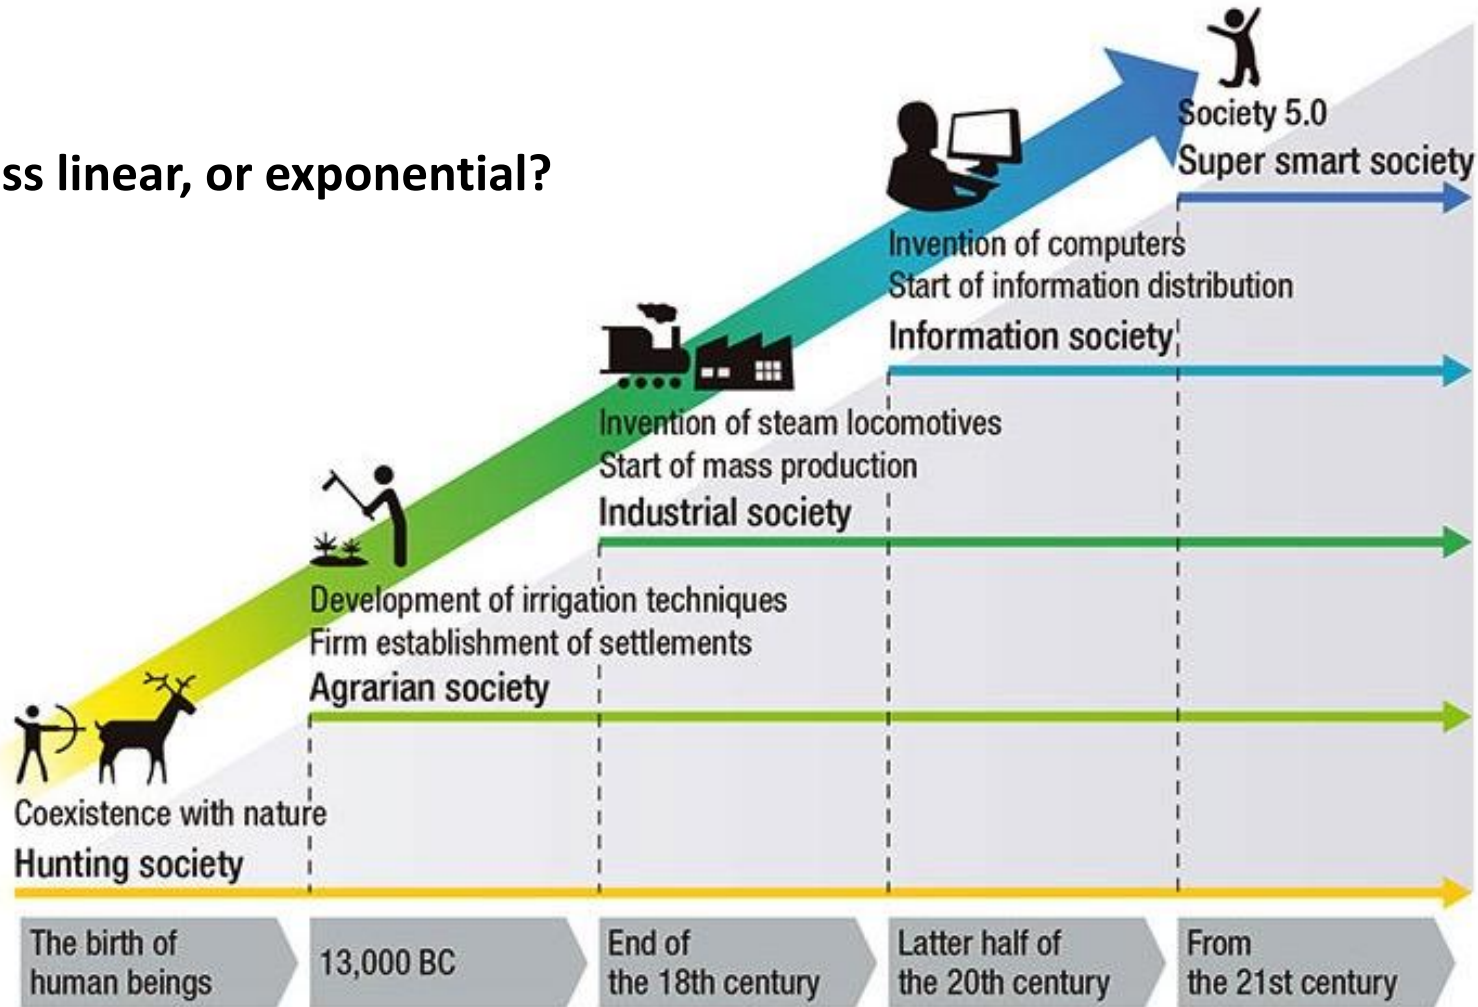 linear, or exponential?
Society 5.0
Super smart society
Invention of computers
Start of information distribution
Information society
Invention of steam locomotives
Start of mass production
Industrial society
Development of irrigation techniques
Firm establishment of settlements
Agrarian society
Coexistence with nature
Hunting society
The birth of
human beings
13,000 BC
End of
the 18th century
Latter half of
the 20th century
From
the 21st century